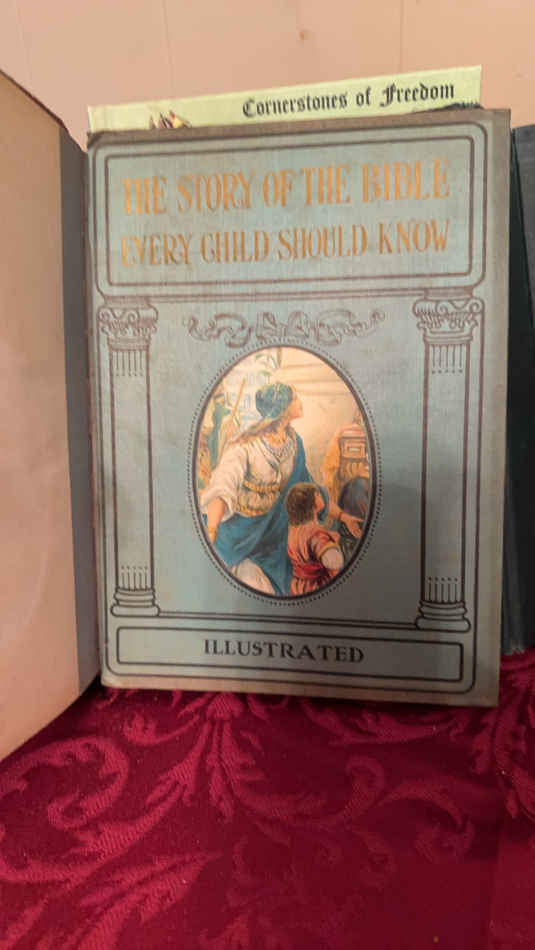 Cornerstones of Freedom
THE STORY OF THE BIBLE
EVERY CHILD SHOULD KNOW
ILLUSTRATED